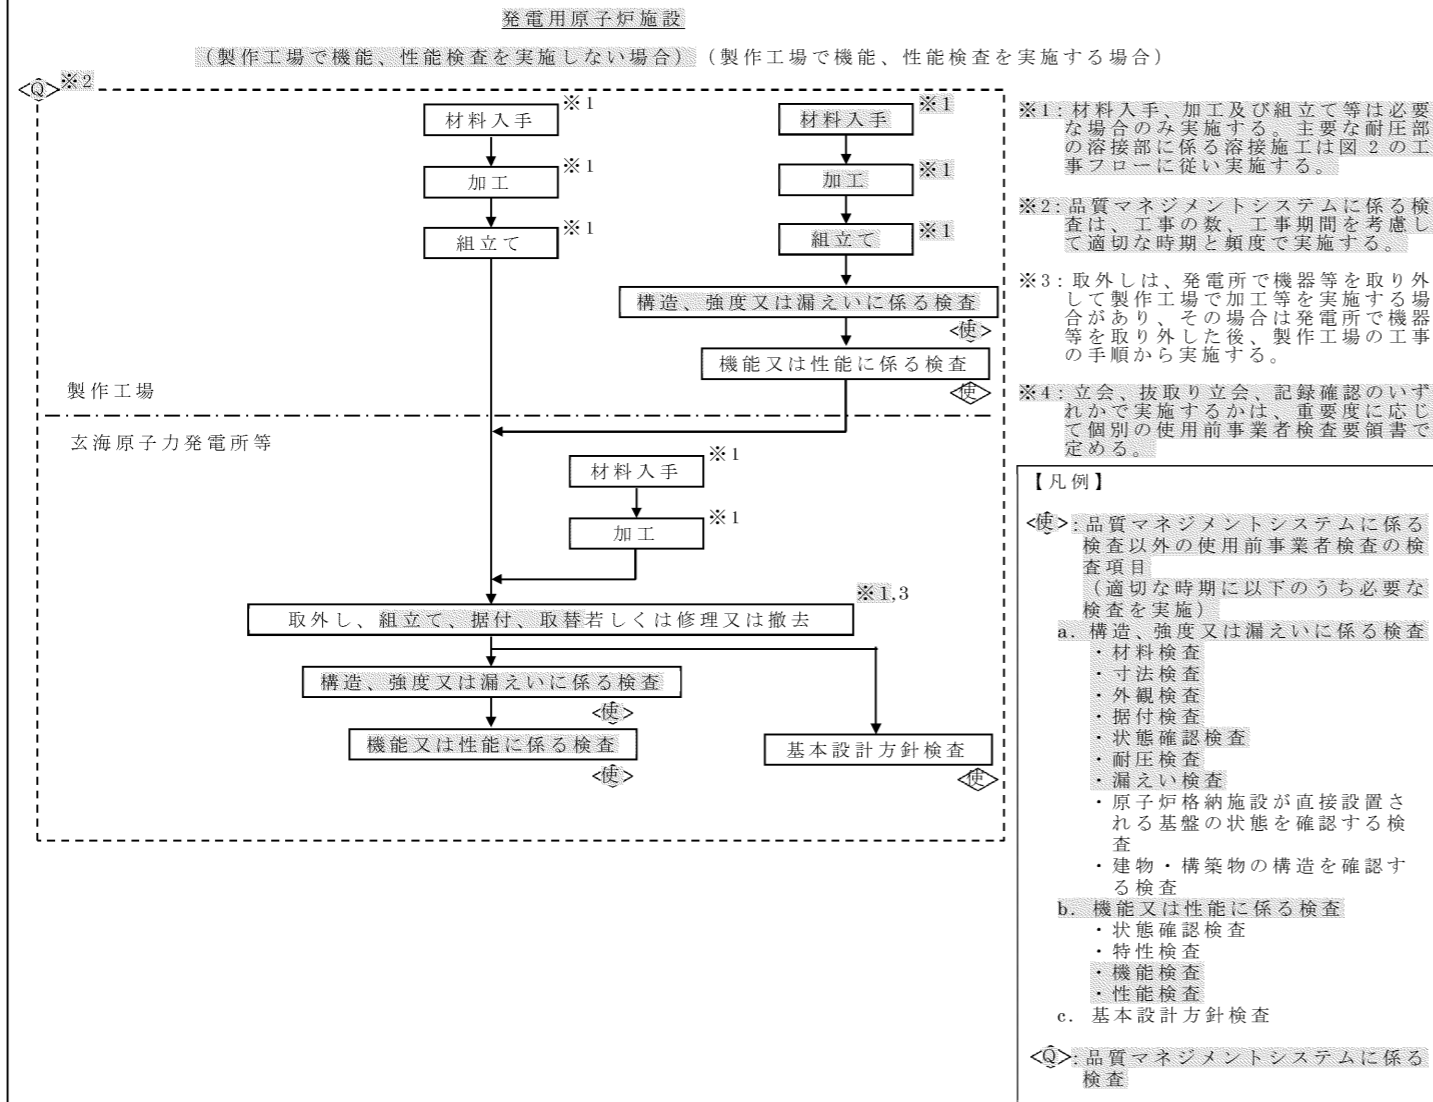 発電用原子炉施設
(製作工場で機能、性能検査を実施しない場合) (製作工場で機能、性能検査を実施する場合)
<Q>※2
材料入手
※1
加工
※1
組立て
※1
材料入手
※1
加工
※1
組立て
※1
構造、強度又は漏えいに係る検査
<使>
機能又は性能に係る検査
<使>
製作工場
玄海原子力発電所等
材料入手
※1
加工
※1
※1,3
取外し、組立て、据付、取替若しくは修理又は撤去
構造、強度又は漏えいに係る検査
<使>
機能又は性能に係る検査
<使>
基本設計方針検査
<使>
※1:材料入手、加工及び組立て等は必要
な場合のみ実施する。主要な耐圧部
の溶接部に係る溶接施工は図2の工
事フローに従い実施する。
※2:品質マネジメントシステムに係る検
査は、工事の数、工事期間を考慮し
て適切な時期と頻度で実施する。
※3:取外しは、発電所で機器等を取り外
して製作工場で加工等を実施する場
合があり、その場合は発電所で機器
等を取り外した後、製作工場の工事
の手順から実施する。
※4:立会、抜取り立会、記録確認のいず
れかで実施するかは、重要度に応じ
て個別の使用前事業者検査要領書で
定める。
【凡例】
<使>:品質マネジメントシステムに係る
検査以外の使用前事業者検査の検
査項目
(適切な時期に以下のうち必要な
検査を実施)
a. 構造、強度又は漏えいに係る検査
・材料検査
・寸法検査
・外観検査
・据付検査
・状態確認検査
・耐圧検査
・漏えい検査
・原子炉格納施設が直接設置さ
れる基盤の状態を確認する検
査
・建物・構築物の構造を確認す
る検査
b. 機能又は性能に係る検査
・状態確認検査
・特性検査
・機能検査
・性能検査
c. 基本設計方針検査
<Q>:品質マネジメントシステムに係る
検査